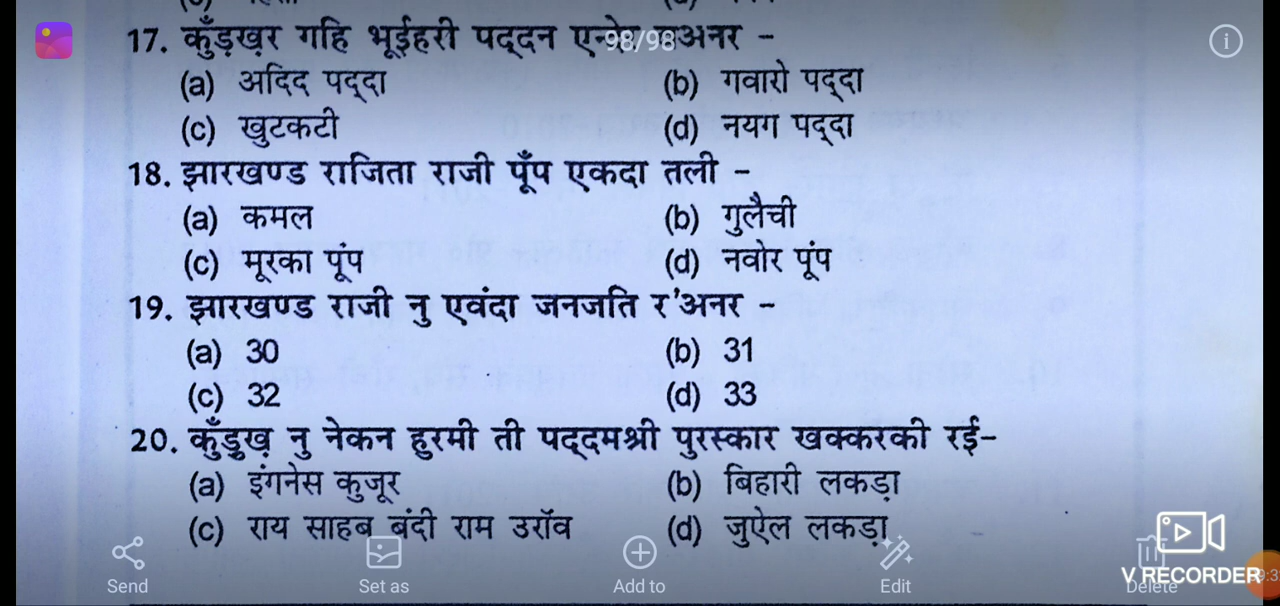 17. कुँड़ख़र गहि भूईहरी पद्दन
98/98
(a) अदिद पद्दा (b) गवारो पद्दा
(c) खुटकटी (d) नयग पद्दा
18. झारखण्ड राजिता राजी पूँप एकदा तली -
(a) कमल (b) गुलैची
(c) मूरका पूंप (d) नवोर पूंप
19. झारखण्ड राजी नु एवंदा जनजति र'अनर -
(a) 30 (b) 31
(c) 32 (d) 33
20. कुँड़ुख़ नु नेकन हुरमी ती पद्दमश्री पुरस्कार खक्करकी रई-
(a) इंगनेस कुजूर (b) बिहारी लकड़ा
(c) राय साहब बंदी राम उराँव (d) जुऐल लकड़ा
Send Set as Add to Edit Delete
V RECORDER